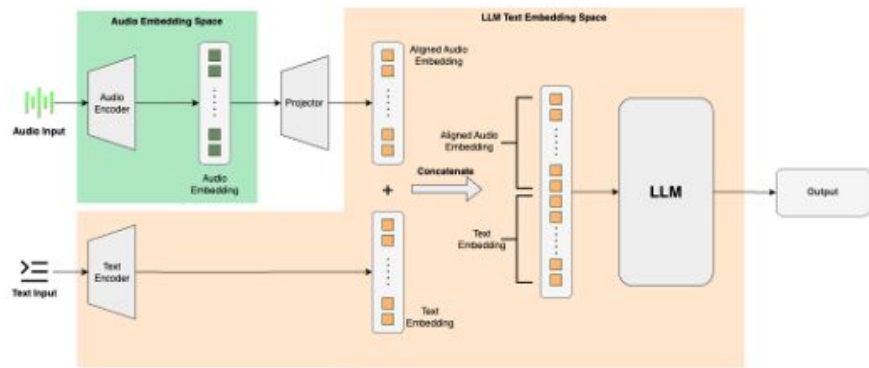 Audio Embedding Space
LLM Text Embedding Space
Audio Input
Audio
Encoder
Audio
Embedding
Projector
Aligned Audio
Embedding
Concatenate
+
Aligned Audio
Embedding
Text
Embedding
LLM
Output
Text Input
Text
Encoder
Text
Embedding